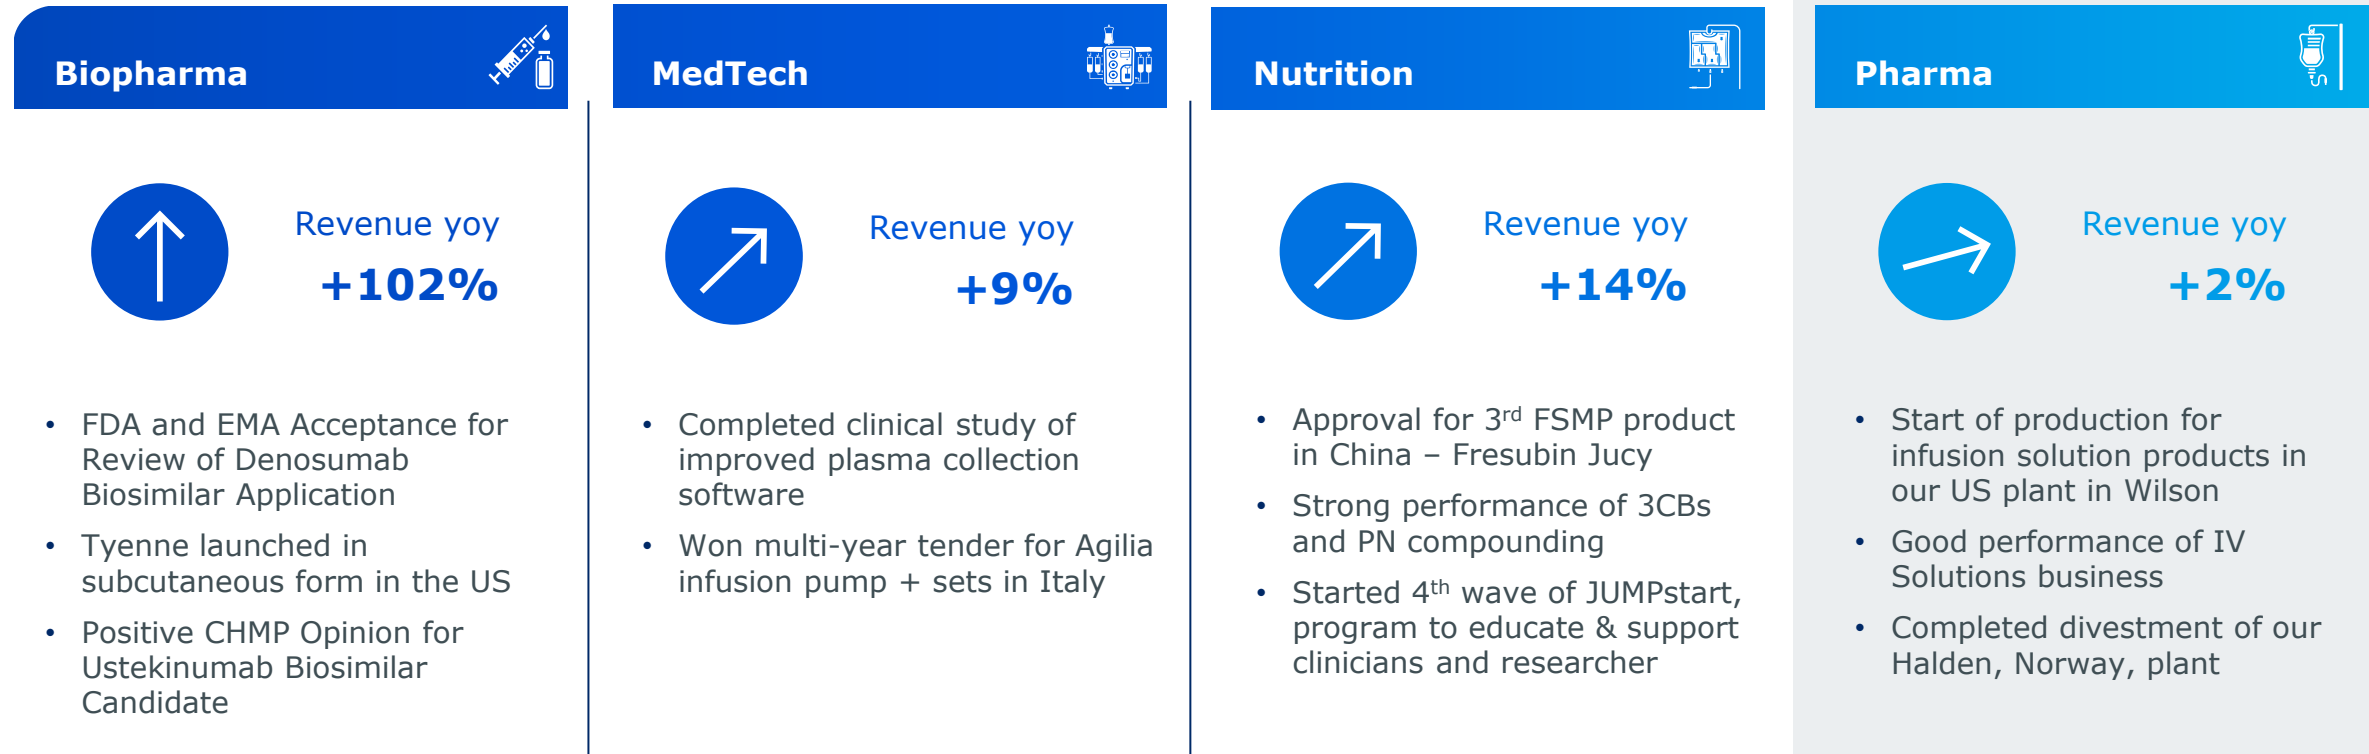 Biopharma
Revenue yoy
+102%
• FDA and EMA Acceptance for
Review of Denosumab
Biosimilar Application
• Tyenne launched in
subcutaneous form in the US
• Positive CHMP Opinion for
Ustekinumab Biosimilar
Candidate
MedTech
Revenue yoy
+9%
• Completed clinical study of
improved plasma collection
software
• Won multi-year tender for Agilia
infusion pump + sets in Italy
Nutrition
Revenue yoy
+14%
• Approval for 3rd FSMP product
in China – Fresubin Jucy
• Strong performance of 3CBs
and PN compounding
• Started 4th wave of JUMPstart,
program to educate & support
clinicians and researcher
Pharma
Revenue yoy
+2%
• Start of production for
infusion solution products in
our US plant in Wilson
• Good performance of IV
Solutions business
• Completed divestment of our
Halden, Norway, plant